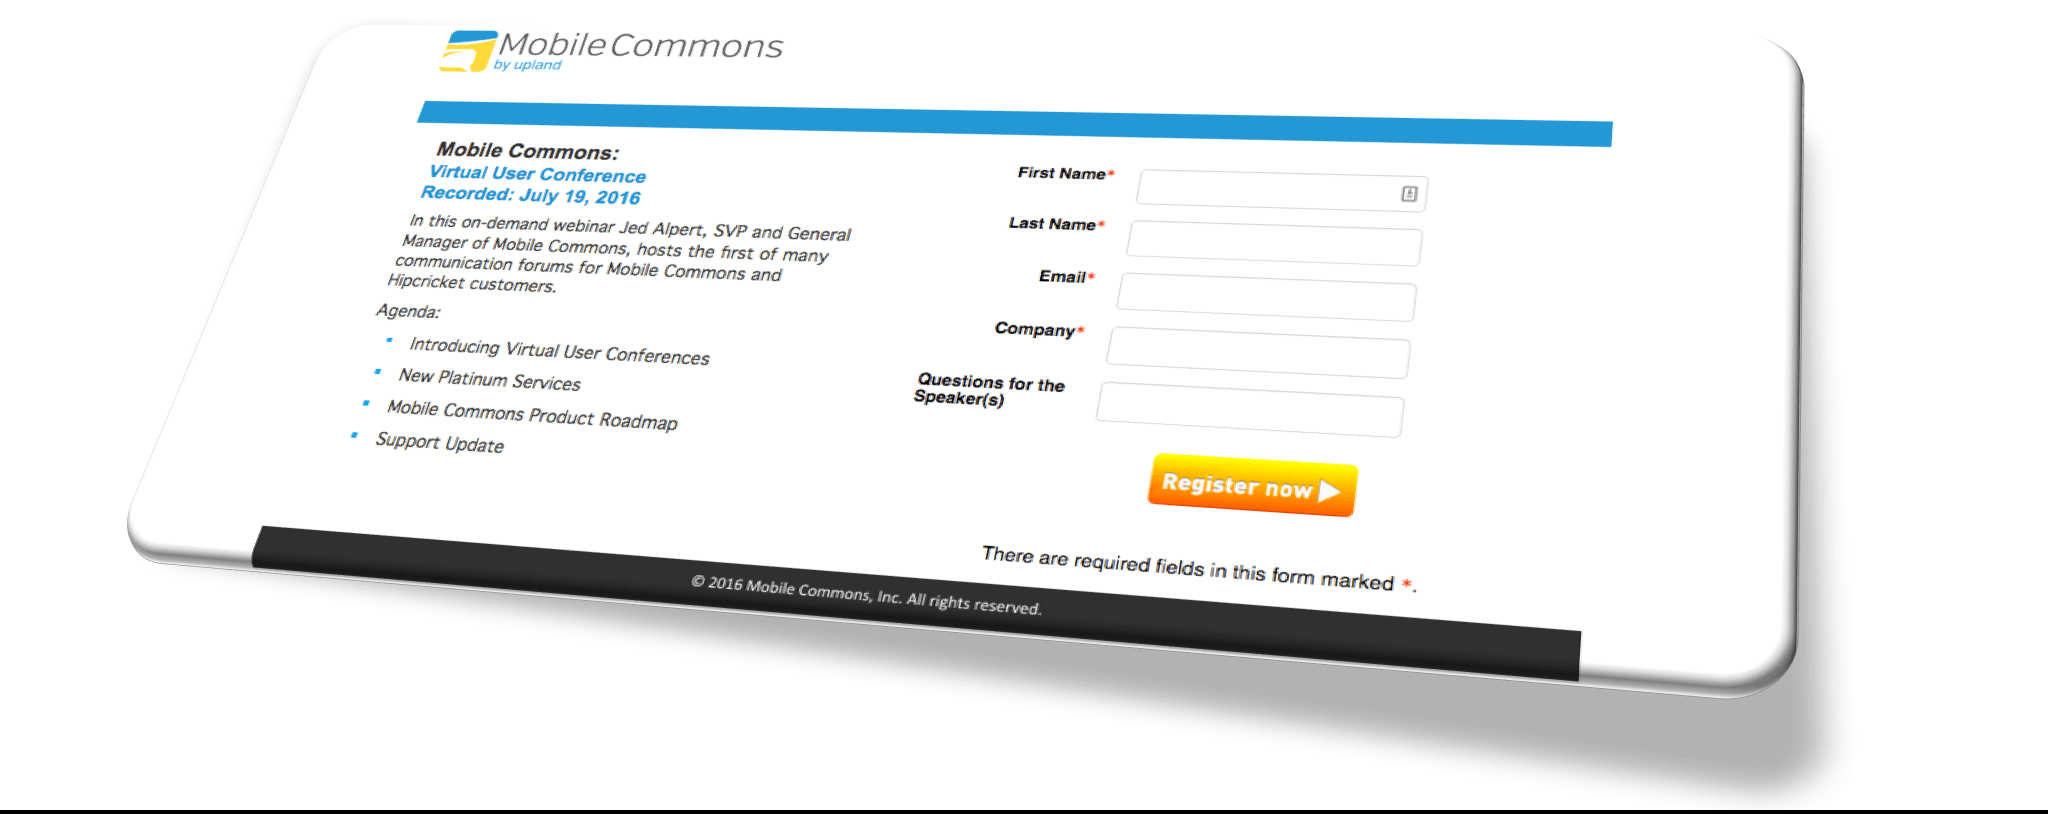 Mobile Commons
by upland
Mobile Commons:
Virtual User Conference
Recorded: July 19, 2016
In this on-demand webinar Jed Alpert, SVP and General
Manager of Mobile Commons, hosts the first of many
communication forums for Mobile Commons and
Hipcricket customers.
Agenda:
Introducing Virtual User Conferences
New Platinum Services
Mobile Commons Product Roadmap
Support Update
First Name*
Last Name*
Email*
Company*
Questions for the
Speaker(s)
Register now
There are required fields in this form marked *.
© 2016 Mobile Commons, Inc. All rights reserved.